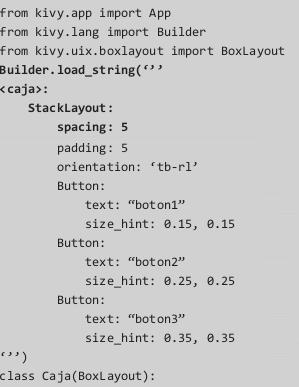 from kivy.app import App
from kivy.lang import Builder
from kivy.uix.boxlayout import BoxLayout
Builder.load_string(‘’’
<caja>:
    StackLayout:
        spacing: 5
        padding: 5
        orientation: ‘tb-rl’
        Button:
            text: “boton1”
            size_hint: 0.15, 0.15
        Button:
            text: “boton2”
            size_hint: 0.25, 0.25
        Button:
            text: “boton3”
            size_hint: 0.35, 0.35
‘’’)
class Caja(BoxLayout):